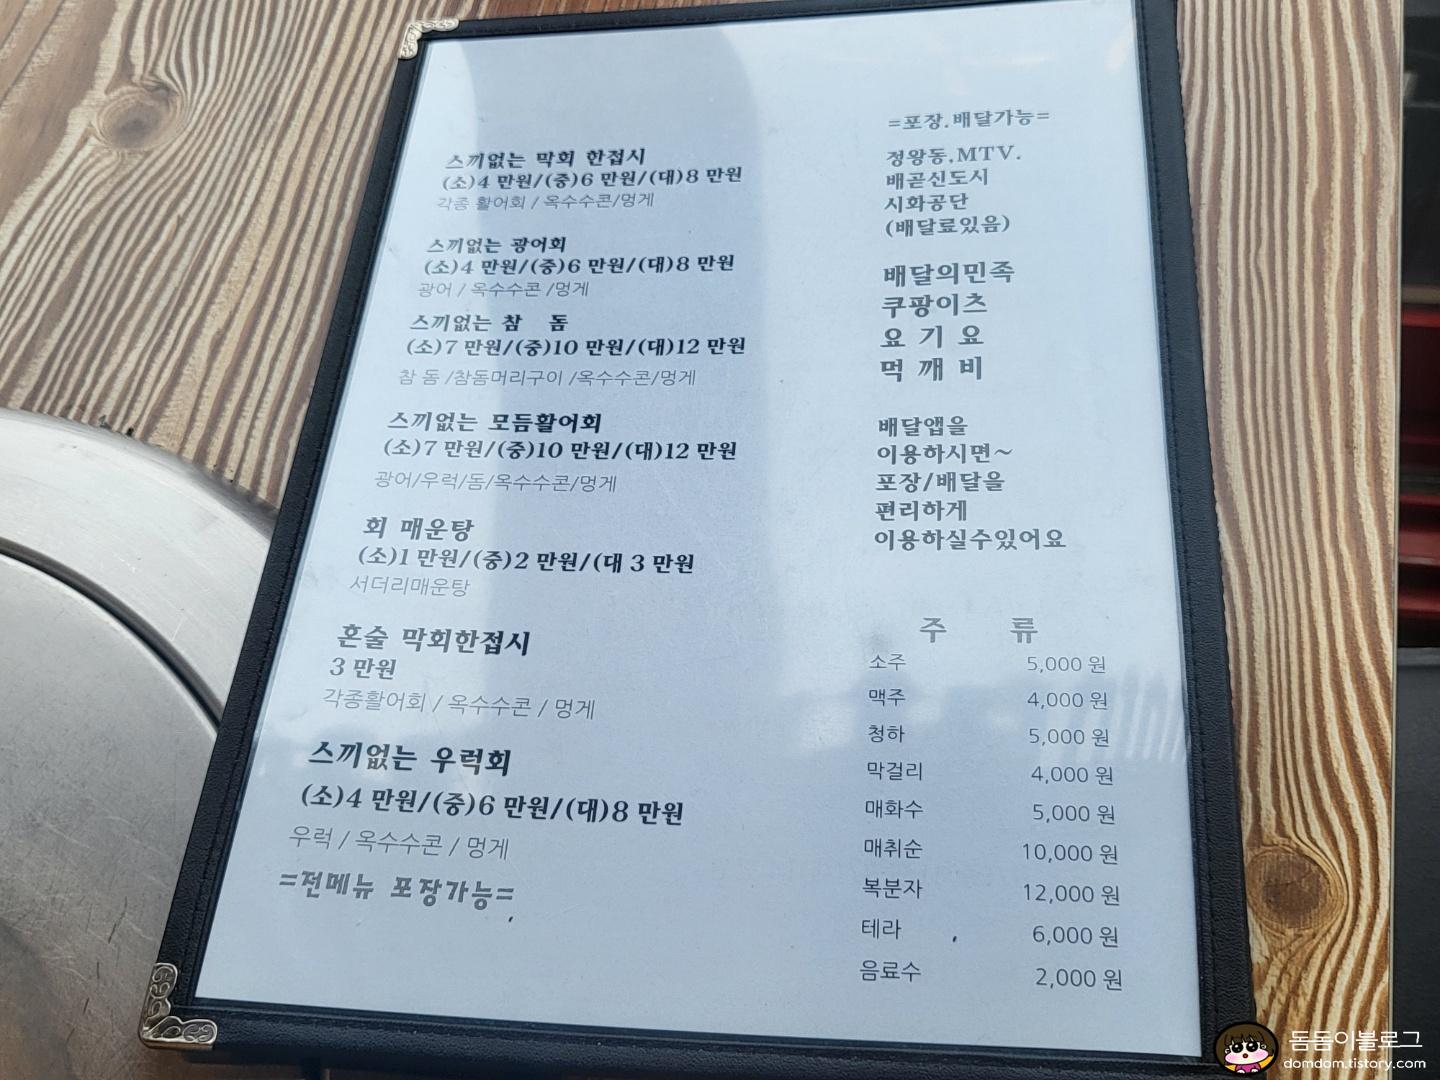 스끼없는 막회 한접시
(소)4 만원/(중)6 만원/(대)8 만원
각종 활어회 / 옥수수콘/멍게
스끼없는 광어회
(소)4 만원/(중)6 만원/(대)8 만원
광어 / 옥수수콘 /멍게
스끼없는 참 돔
(소)7 만원/(중)10 만원/(대)12 만원
참 돔 /참돔머리구이 /옥수수콘/멍게
스끼없는 모듬활어회
(소)7 만원/(중)10 만원/(대)12 만원
광어/우럭/돔/옥수수콘/멍게
회 매운탕
(소)1 만원/(중)2 만원/(대 3 만원
서더리매운탕
혼술 막회한접시
3 만원
각종활어회 / 옥수수콘 / 멍게
스끼없는 우럭회
(소)4 만원/(중)6 만원/(대)8 만원
우럭 / 옥수수콘 / 멍게
=전메뉴 포장가능=
=포장.배달가능=
정왕동,MTV.
배곧신도시
시화공단
(배달료있음)
배달의민족
쿠팡이츠
요 기 요
먹 깨 비
배달앱을
이용하시면~
포장/배달을
편리하게
이용하실수있어요
주 류
소주 5,000 원
맥주 4,000 원
청하 5,000 원
막걸리 4,000 원
매화수 5,000 원
매취순 10,000 원
복분자 12,000 원
테라 6,000 원
음료수 2,000 원
돔돔이블로그
domdom.tistory.com